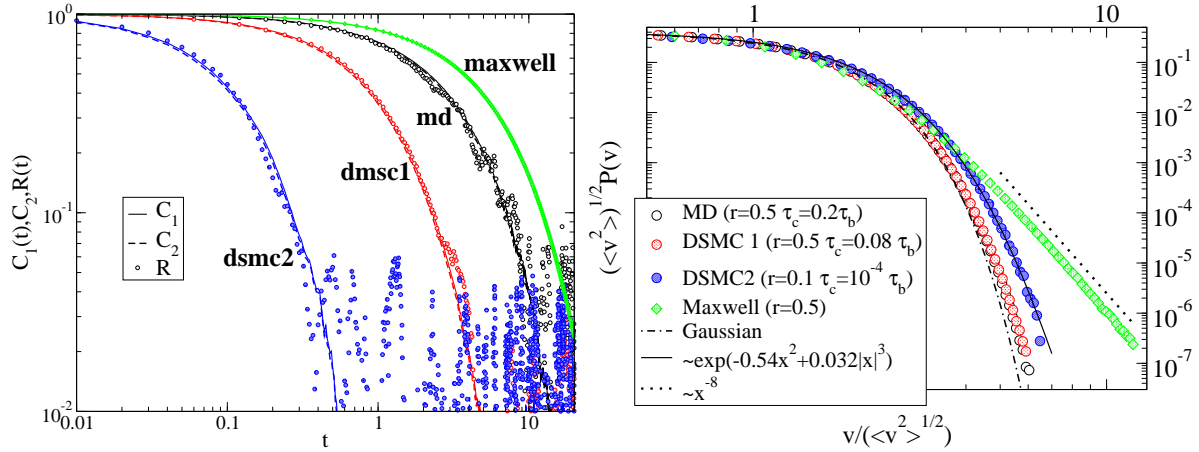 10^0
10^-1
10^-2
C_1(t),C_2,R(t)
0.01
0.1
1
10
t
maxwell
md
dmsc1
dsmc2
C_1
C_2
R
1
10
10^-1
10^-2
10^-3
10^-4
10^-5
10^-6
10^-7
(<v^2>)^1/2P(v)
MD (r=0.5 τ_c=0.2τ_b)
DSMC 1 (r=0.5 τ_c=0.08 τ_b)
DSMC2 (r=0.1 τ_c=10^-4 τ_b)
Maxwell (r=0.5)
Gaussian
~exp(-0.54x^2+0.032|x|^3)
~x^-8
v/(<v^2>)^1/2